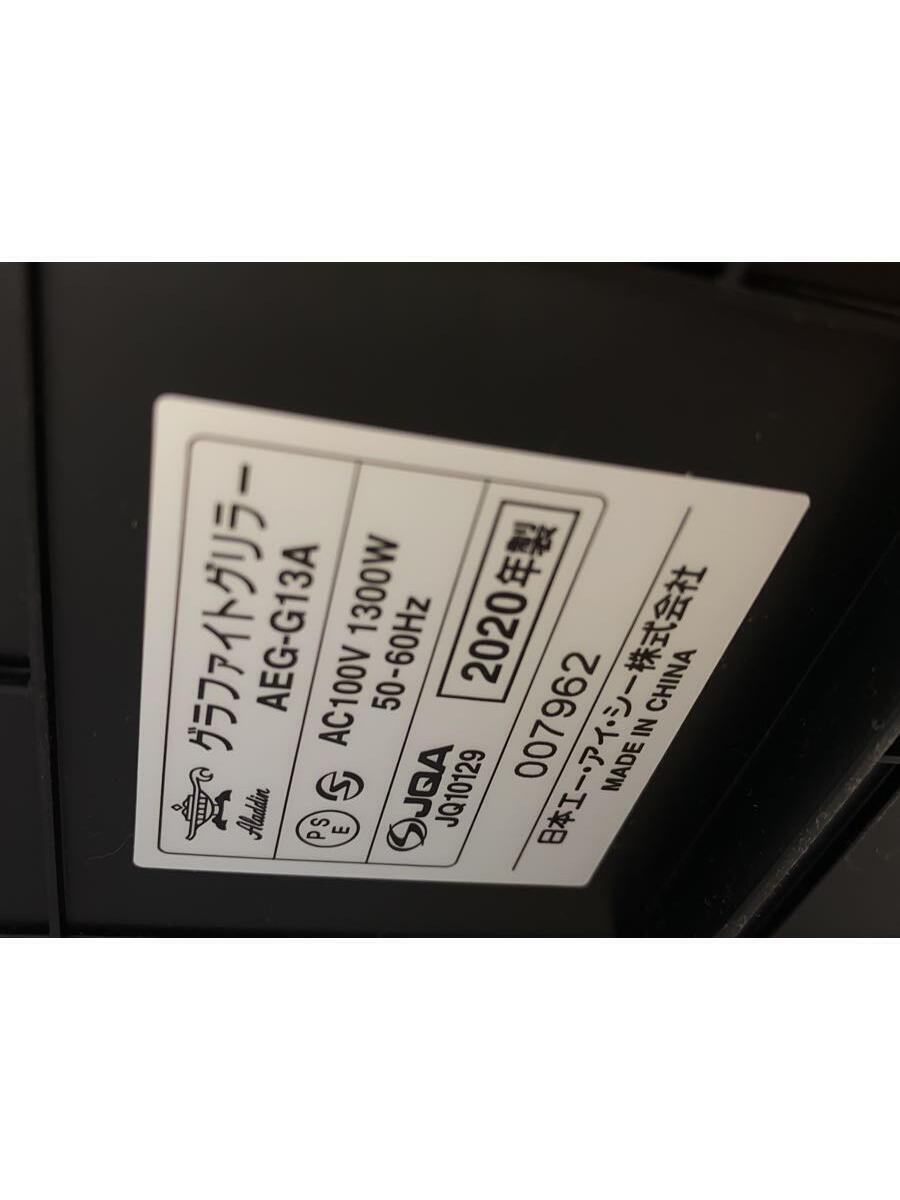 Aladdin
グラファイトグリラー
AEG-G13A
PS
E
AC100V 1300W
50-60Hz
JQA
JQ10129
2020年製
007962
日本エー・アイ・シー株式会社
MADE IN CHINA